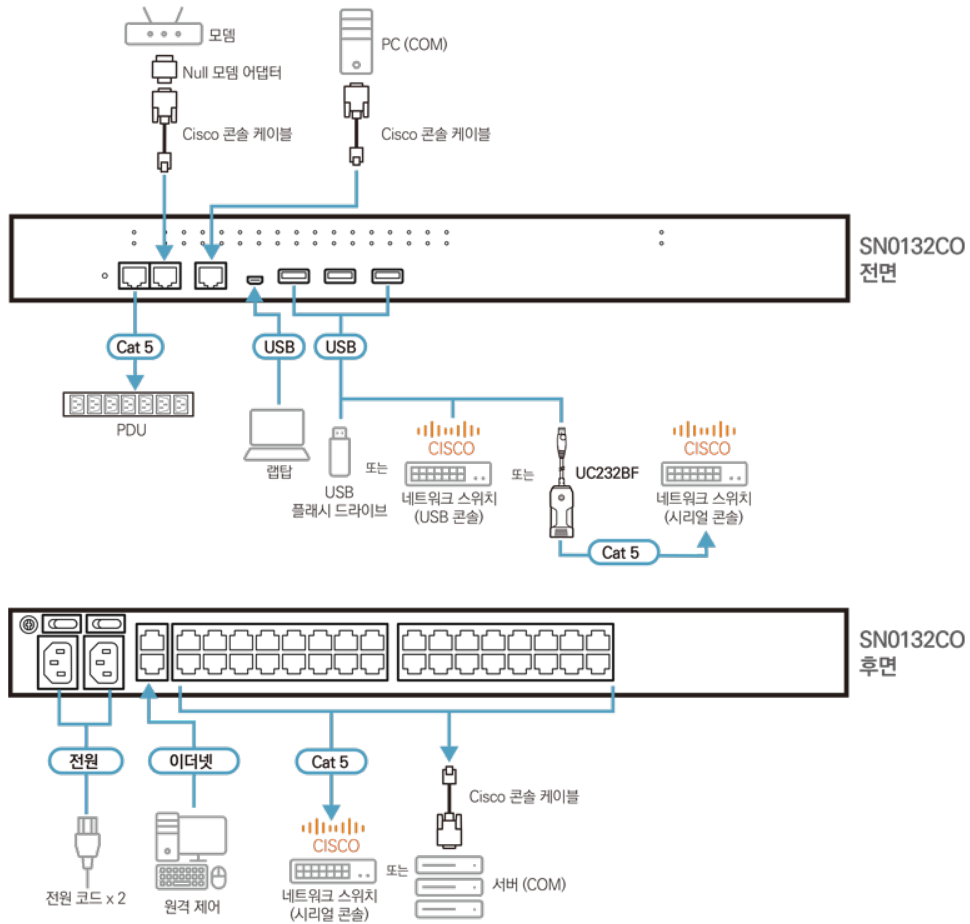 모뎀
PC (COM)
Null 모뎀 어댑터
Cisco 콘솔 케이블
Cisco 콘솔 케이블
SN0132CO
전면
Cat 5
USB
USB
PDU
랩탑
USB
플래시 드라이브
또는
CISCO
네트워크 스위치
(USB 콘솔)
또는
UC232BF
CISCO
네트워크 스위치
(시리얼 콘솔)
Cat 5
SN0132CO
후면
전원
이더넷
Cat 5
Cisco 콘솔 케이블
전원 코드 x 2
원격 제어
CISCO
네트워크 스위치
(시리얼 콘솔)
또는
서버 (COM)